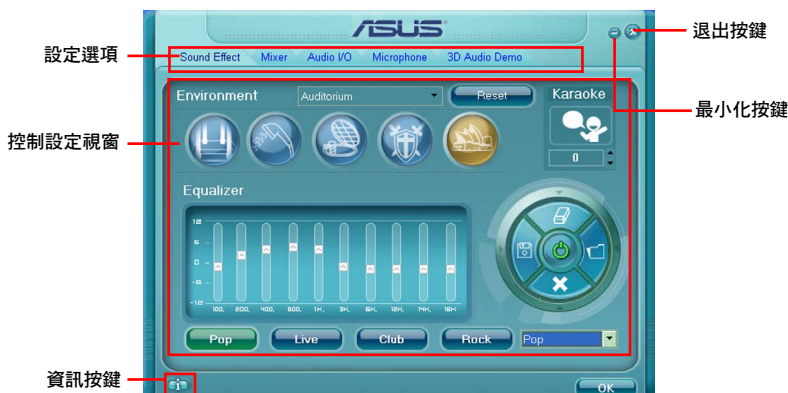 ASUS
退出按鍵
設定選項
Sound Effect Mixer Audio I/O Microphone 3D Audio Demo
Environment Auditorium Reset Karaoke
最小化按鍵
控制設定視窗
0
Equalizer
12
6
0
-6
-12
100, 200, 400, 600, 1K, 3K, 6K, 12K, 14K, 16K
Pop Live Club Rock Pop
資訊按鍵
i
OK